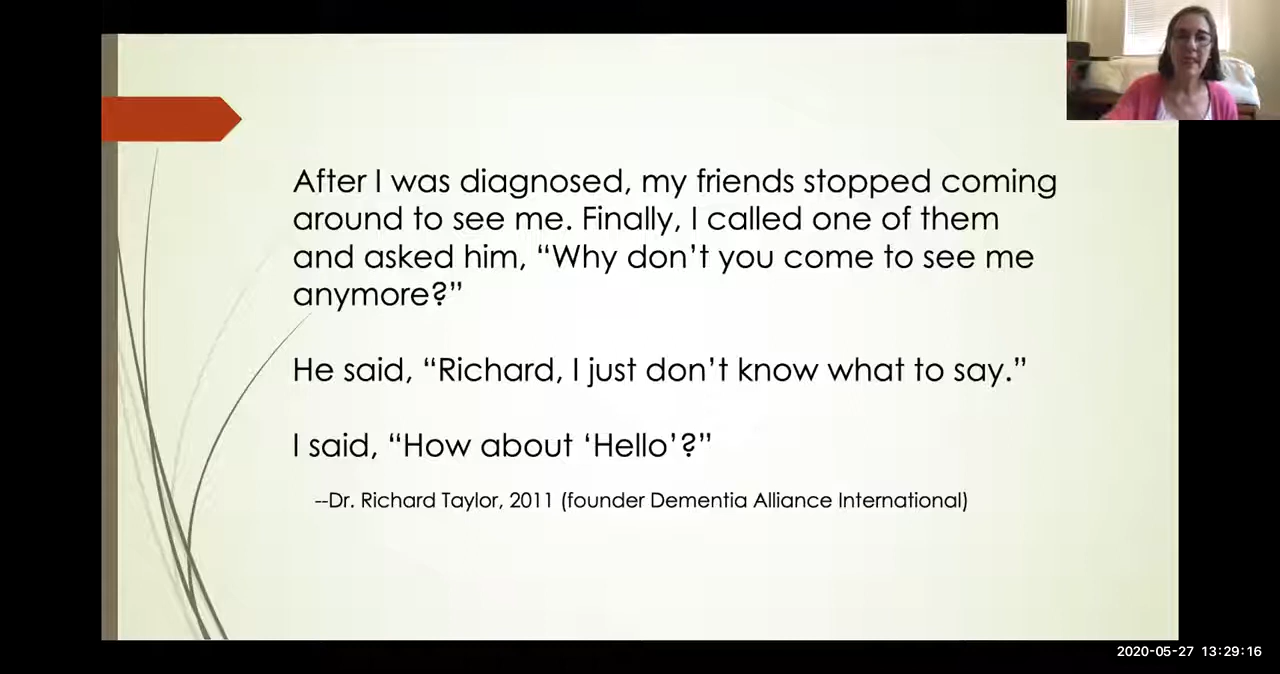 After I was diagnosed, my friends stopped coming
around to see me. Finally, I called one of them
and asked him, “Why don’t you come to see me
anymore?”
He said, “Richard, I just don’t know what to say.”
I said, “How about ‘Hello’?”
--Dr. Richard Taylor, 2011 (founder Dementia Alliance International)
2020-05-27 13:29:16